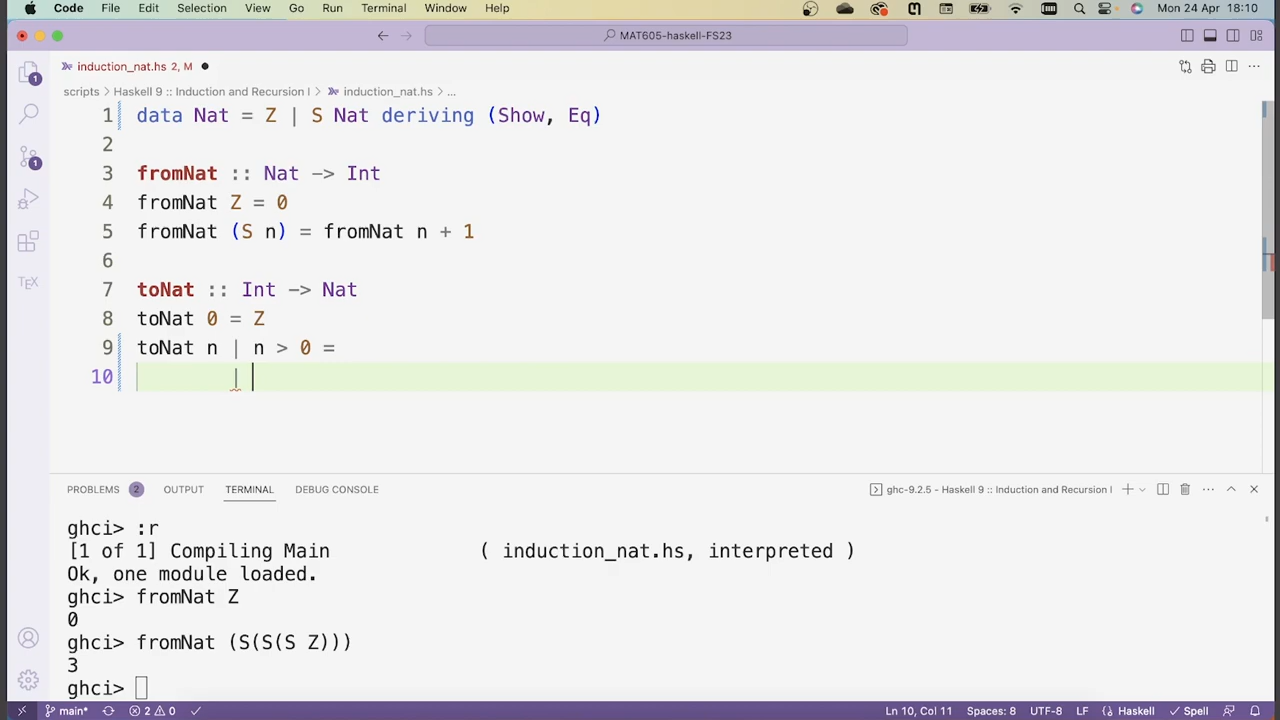 Code File Edit Selection View Go Run Terminal Window Help Mon 24 Apr 18:10
MAT605-haskell-FS23
induction_nat.hs 2, M
scripts > Haskell 9 :: Induction and Recursion I > induction_nat.hs > ...
1 data Nat = Z | S Nat deriving (Show, Eq)
2
3 fromNat :: Nat -> Int
4 fromNat Z = 0
5 fromNat (S n) = fromNat n + 1
6
7 toNat :: Int -> Nat
8 toNat 0 = Z
9 toNat n | n > 0 =
10 |
PROBLEMS 2 OUTPUT TERMINAL DEBUG CONSOLE ghc-9.2.5 - Haskell 9 :: Induction and Recursion I
ghci> :r
[1 of 1] Compiling Main ( induction_nat.hs, interpreted )
Ok, one module loaded.
ghci> fromNat Z
0
ghci> fromNat (S(S(S Z)))
3
ghci>
1
1
TEX
main* 2 0 Ln 10, Col 11 Spaces: 8 UTF-8 LF Haskell Spell